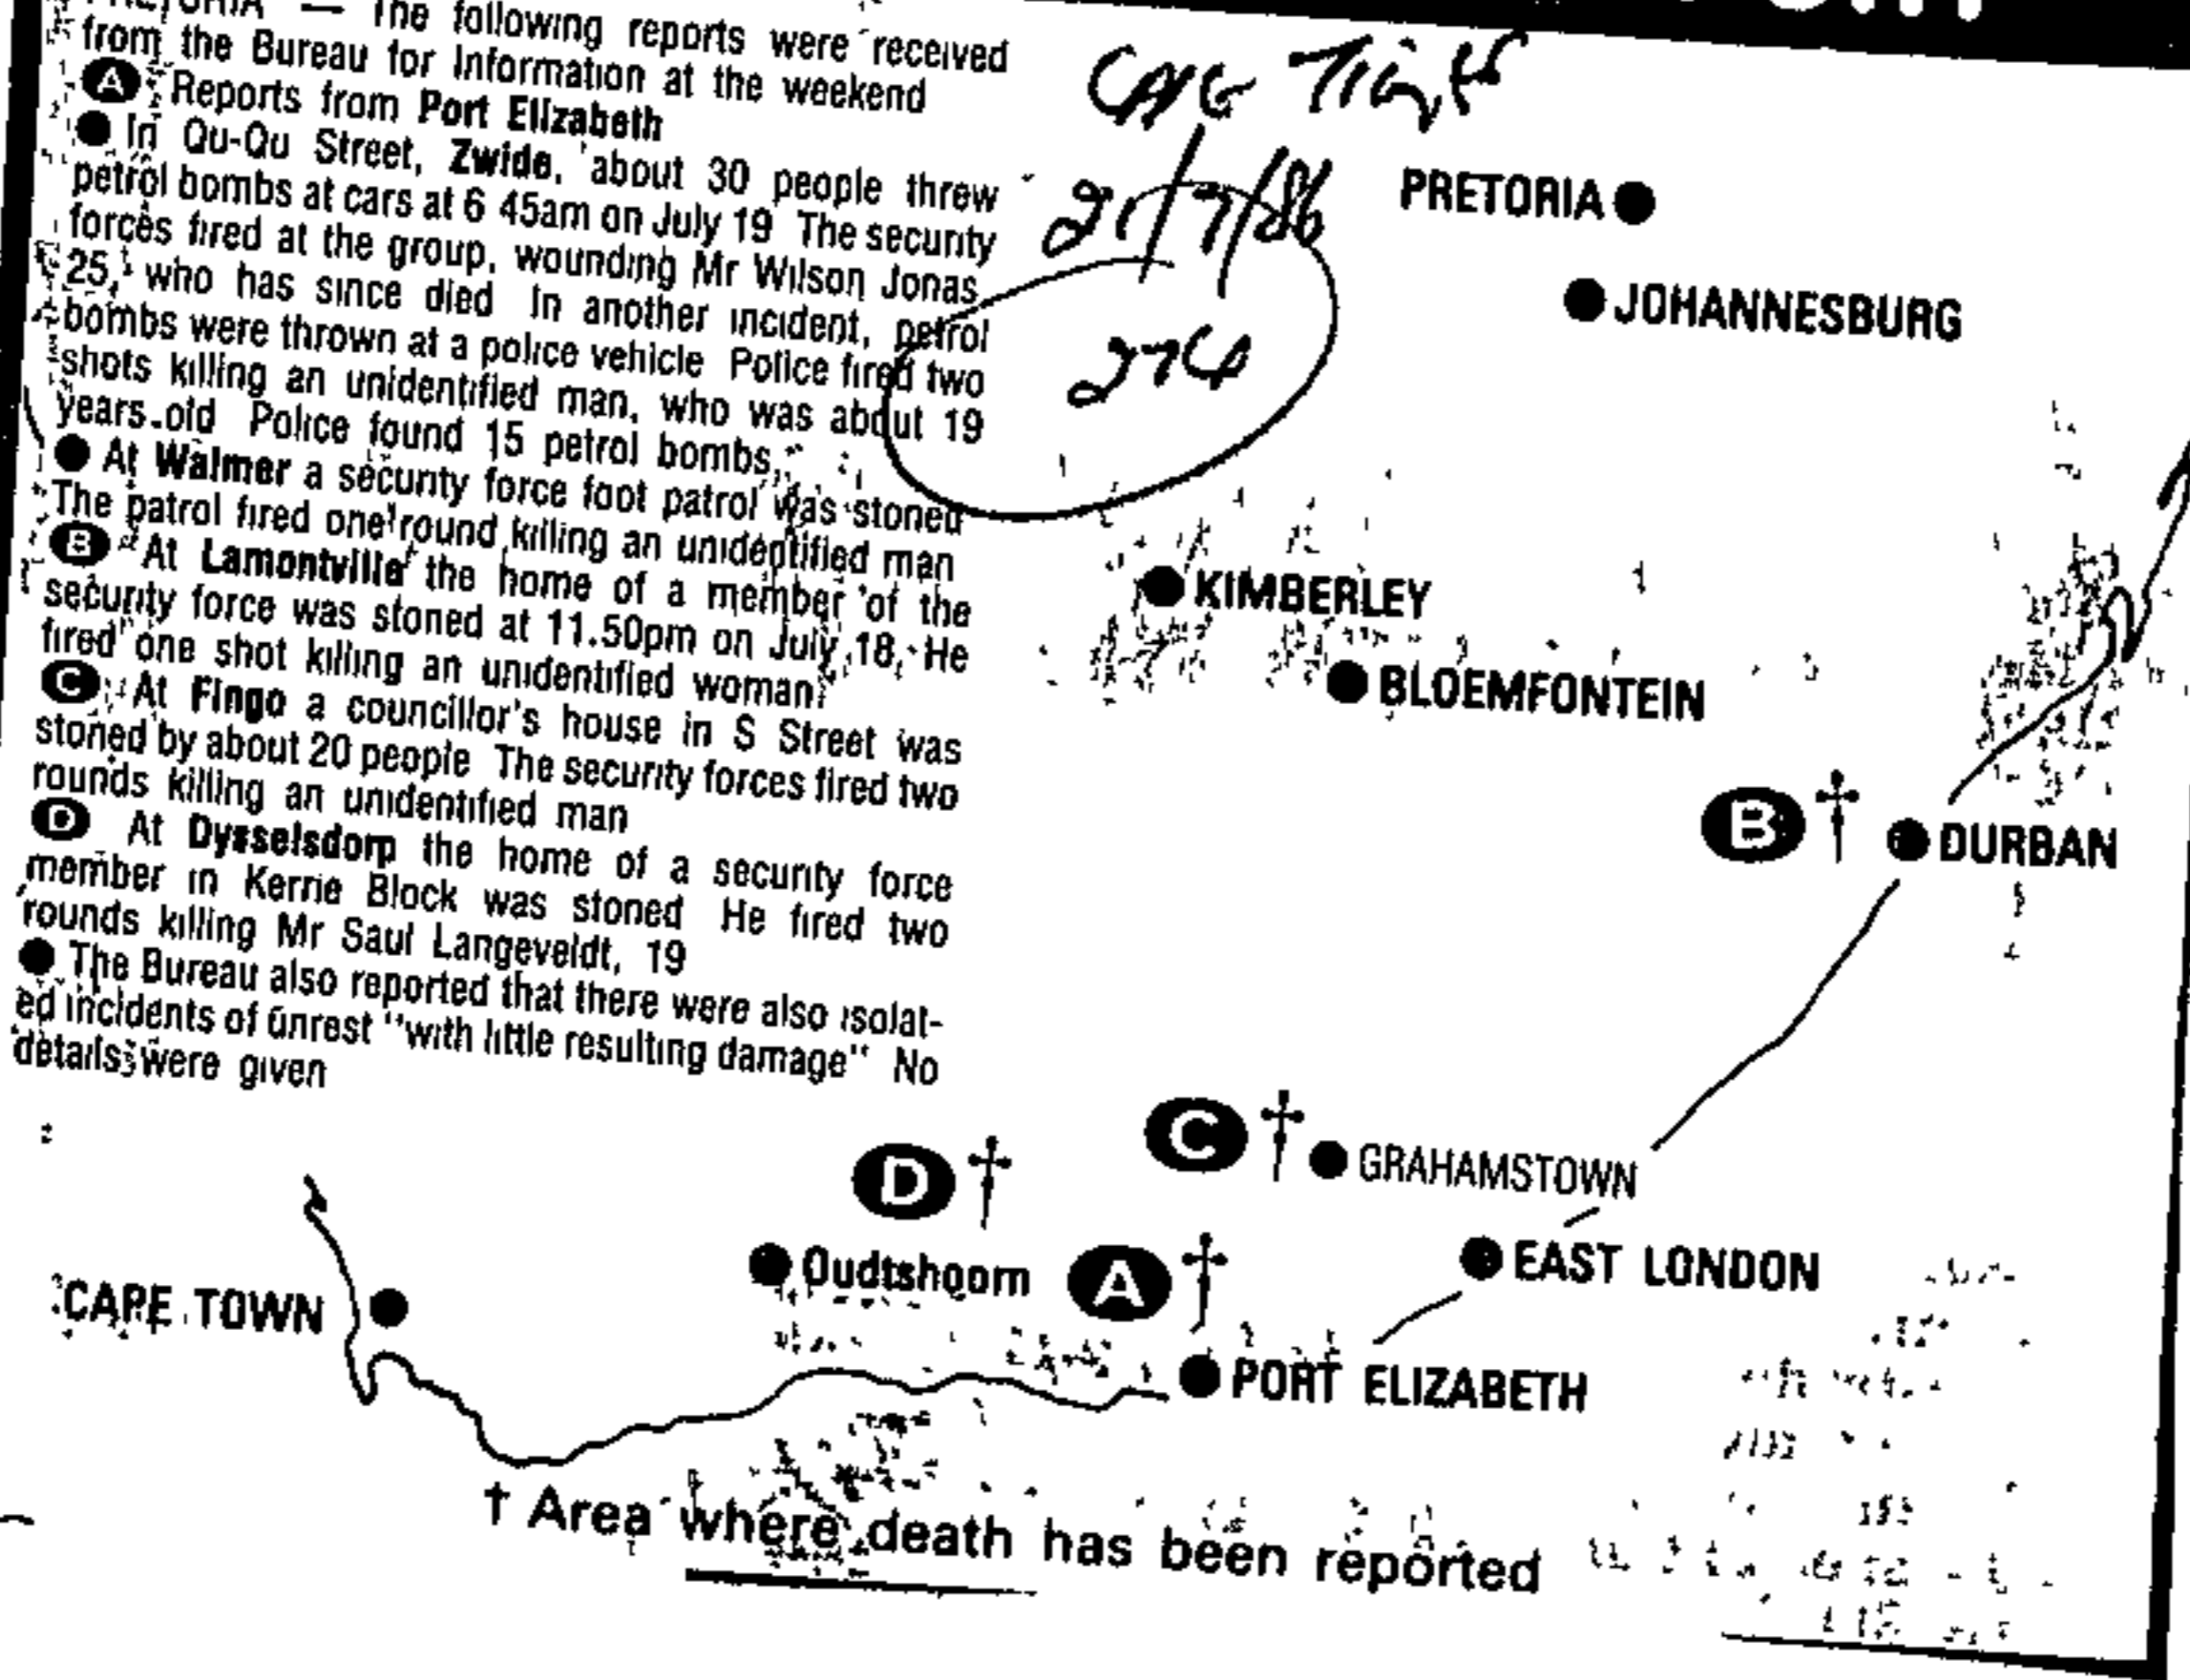 PRETORIA — The following reports were received
from the Bureau for Information at the weekend
A Reports from Port Elizabeth
● In Qu-Qu Street, Zwide, about 30 people threw
petrol bombs at cars at 6 45am on July 19 The security
forces fired at the group, wounding Mr Wilson Jonas
25, who has since died In another incident, petrol
bombs were thrown at a police vehicle Police fired two
shots killing an unidentified man, who was about 19
years old Police found 15 petrol bombs,
● At Walmer a security force foot patrol was stoned
The patrol fired one round killing an unidentified man
B At Lamontville the home of a member of the
security force was stoned at 11.50pm on July 18, He
fired one shot killing an unidentified woman
C At Fingo a councillor's house in S Street was
stoned by about 20 people The security forces fired two
rounds killing an unidentified man
D At Dysselsdorp the home of a security force
member in Kerrie Block was stoned He fired two
rounds killing Mr Saul Langeveldt, 19
● The Bureau also reported that there were also isolat-
ed incidents of unrest "with little resulting damage" No
details were given
21/7/86
274
PRETORIA
JOHANNESBURG
KIMBERLEY
BLOEMFONTEIN
B † DURBAN
C † GRAHAMSTOWN
D †
Oudtshoorn
A †
EAST LONDON
CAPE TOWN
PORT ELIZABETH
† Area where death has been reported